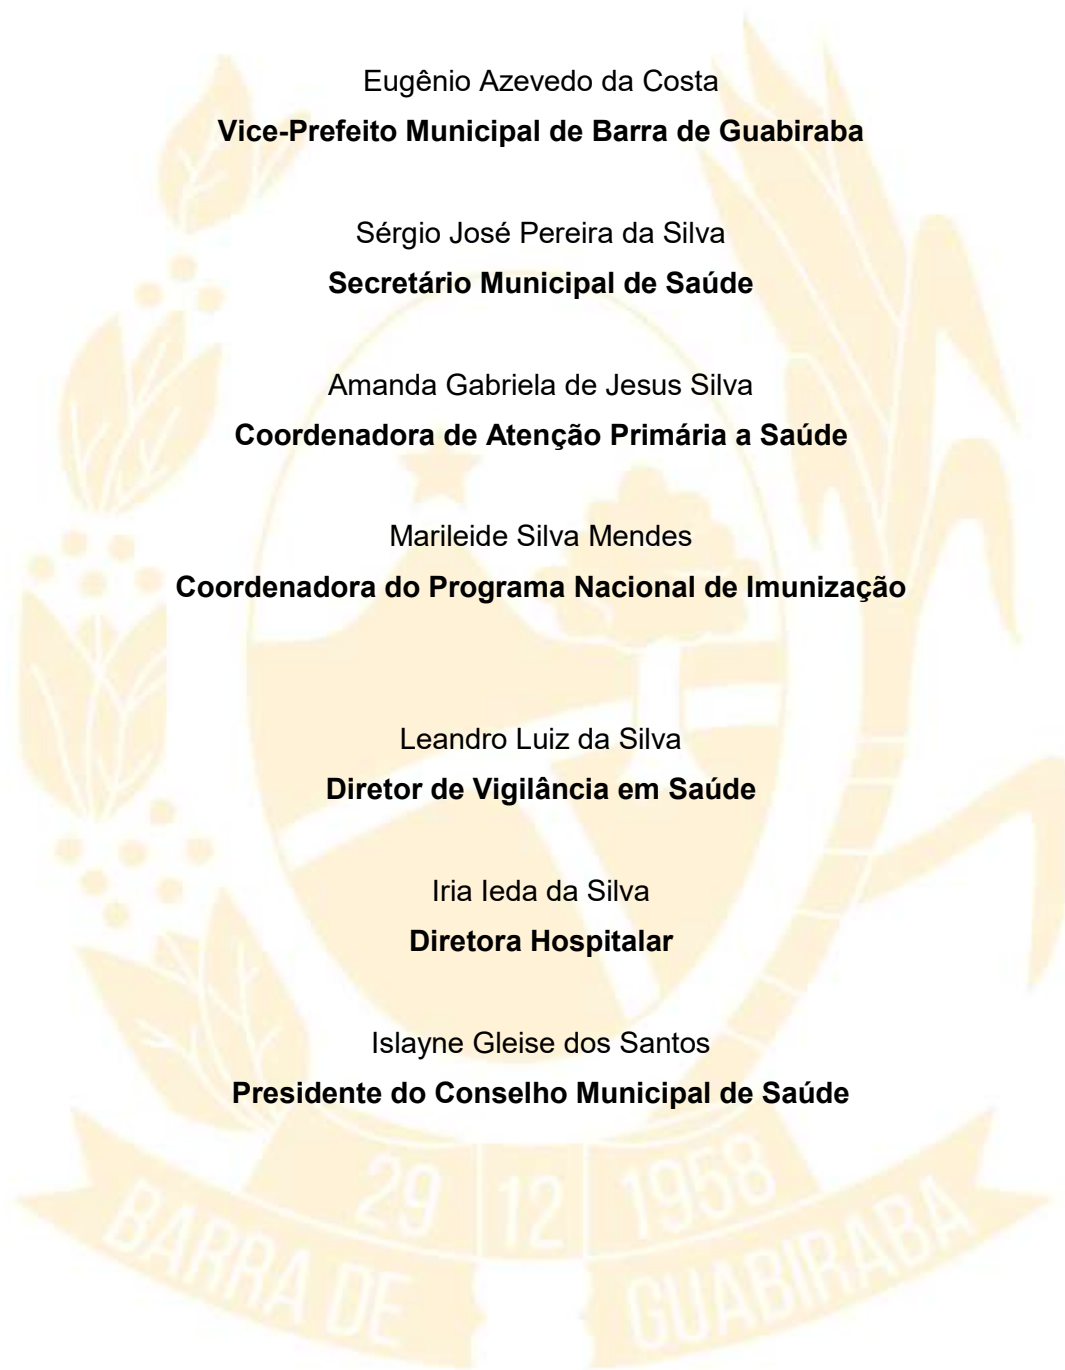 Eugênio Azevedo da Costa
Vice-Prefeito Municipal de Barra de Guabiraba
Sérgio José Pereira da Silva
Secretário Municipal de Saúde
Amanda Gabriela de Jesus Silva
Coordenadora de Atenção Primária a Saúde
Marileide Silva Mendes
Coordenadora do Programa Nacional de Imunização
Leandro Luiz da Silva
Diretor de Vigilância em Saúde
Iria Ieda da Silva
Diretora Hospitalar
Islayne Gleise dos Santos
Presidente do Conselho Municipal de Saúde
29 12 1958
BARRA DE GUABIRABA